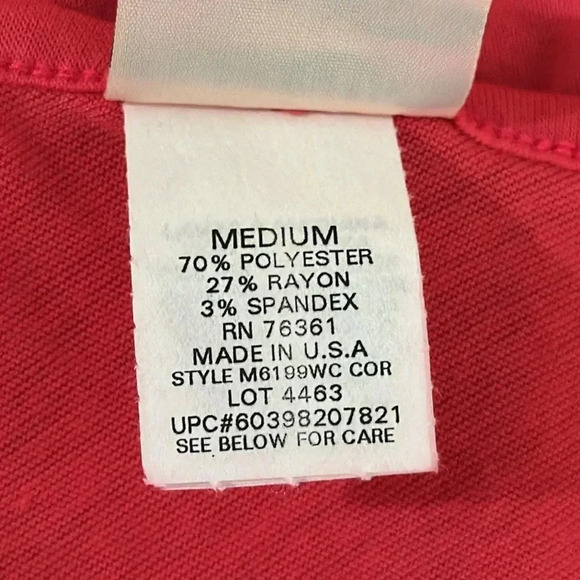 MEDIUM
70% POLYESTER
27% RAYON
3% SPANDEX
RN 76361
MADE IN U.S.A
STYLE M6199WC COR
LOT 4463
UPC#60398207821
SEE BELOW FOR CARE